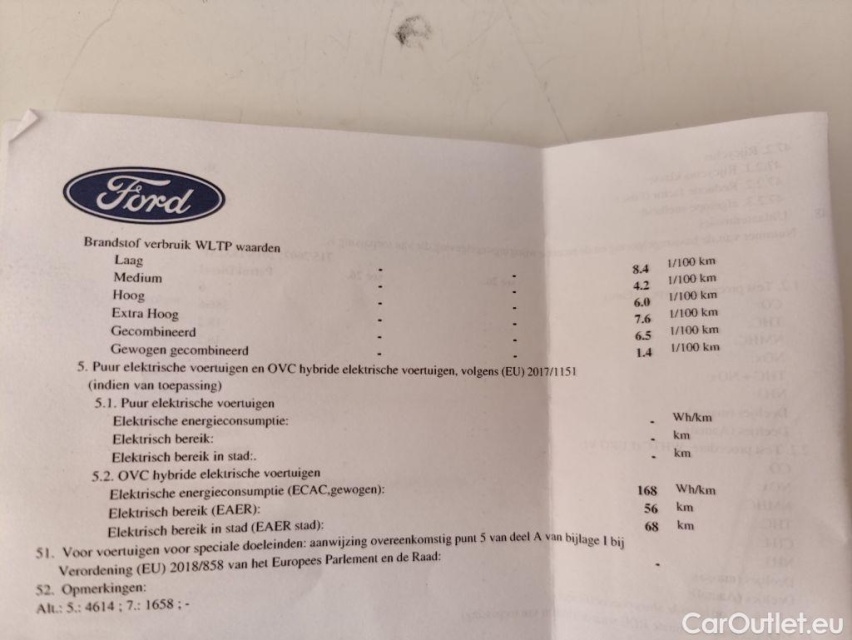 Ford
Brandstof verbruik WLTP waarden
Laag - - 8.4 l/100 km
Medium - - 4.2 l/100 km
Hoog - - 6.0 l/100 km
Extra Hoog - - 7.6 l/100 km
Gecombineerd - - 6.5 l/100 km
Gewogen gecombineerd - - 1.4 l/100 km
5. Puur elektrische voertuigen en OVC hybride elektrische voertuigen, volgens (EU) 2017/1151
(indien van toepassing)
5.1. Puur elektrische voertuigen
Elektrische energieconsumptie: - Wh/km
Elektrisch bereik: - km
Elektrisch bereik in stad:. - km
5.2. OVC hybride elektrische voertuigen
Elektrische energieconsumptie (ECAC,gewogen): 168 Wh/km
Elektrisch bereik (EAER): 56 km
Elektrisch bereik in stad (EAER stad): 68 km
51. Voor voertuigen voor speciale doeleinden: aanwijzing overeenkomstig punt 5 van deel A van bijlage I bij
Verordening (EU) 2018/858 van het Europees Parlement en de Raad: -
52. Opmerkingen:
Alt.: 5.: 4614 ; 7.: 1658 ; -
CarOutlet.eu